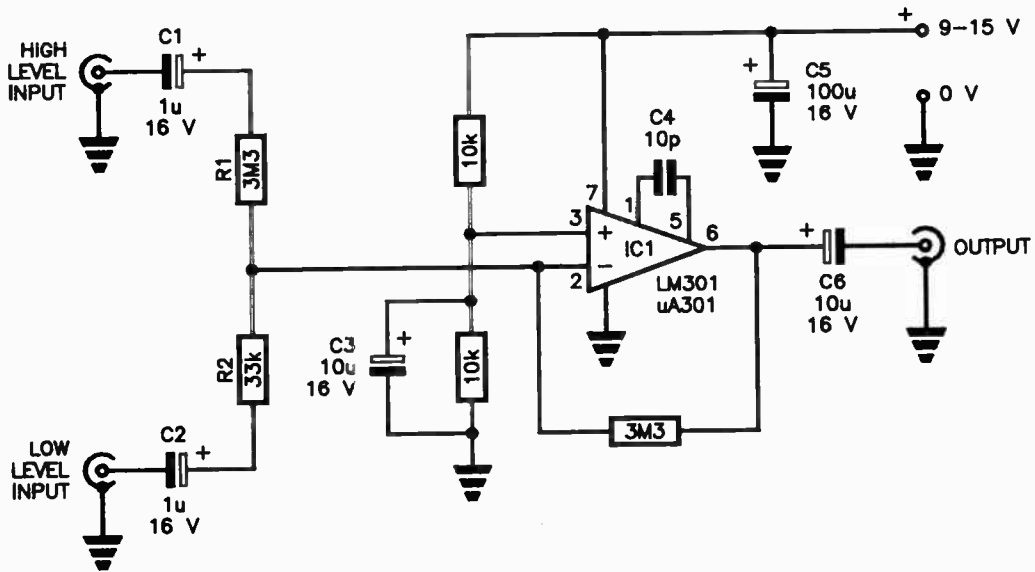 HIGH
LEVEL
INPUT
C1
+
1u
16 V
R1
3M3
R2
33k
LOW
LEVEL
INPUT
C2
+
1u
16 V
10k
C3
+
10u
16 V
10k
C4
10p
7
1
5
3
+
6
IC1
2
−
LM301
uA301
3M3
+
C5
100u
16 V
+
9–15 V
0 V
+
C6
10u
16 V
OUTPUT